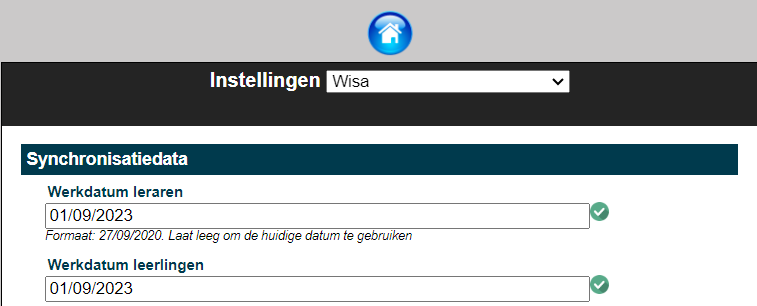 Instellingen Wisa
Synchronisatiedata
Werkdatum leraren
01/09/2023
Formaat: 27/09/2020. Laat leeg om de huidige datum te gebruiken
Werkdatum leerlingen
01/09/2023